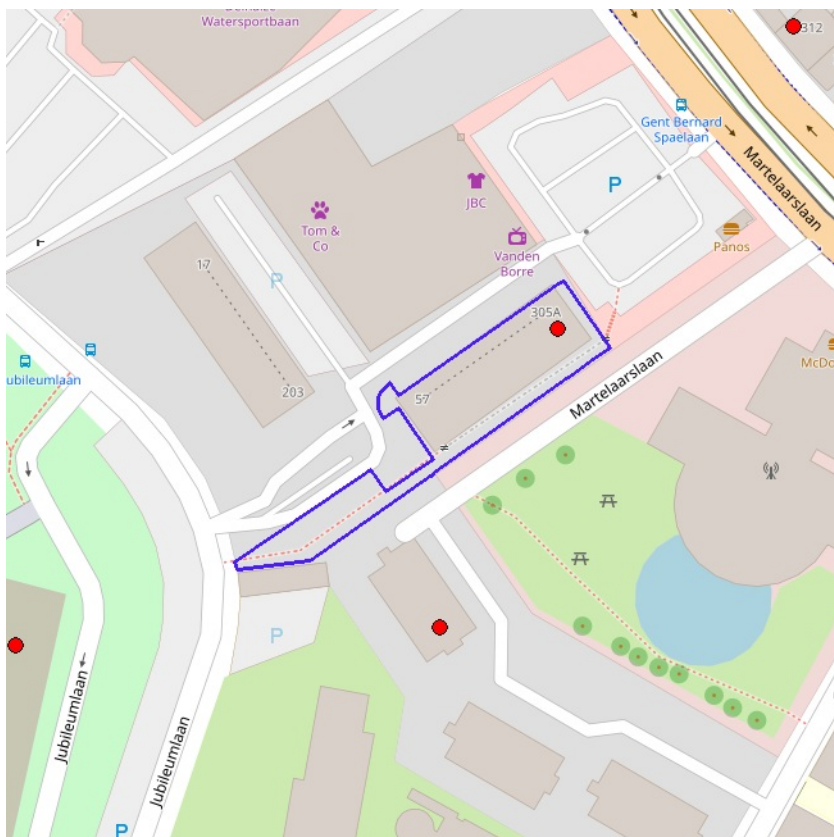 Watersportbaan
312
Gent Bernard
Spaelaan
P
Martelaarslaan
JBC
Tom &
Co
Vanden
Borre
Panos
17
P
305A
203
57
Martelaarslaan
McDo
Jubileumlaan
P
Jubileumlaan
Jubileumlaan
P